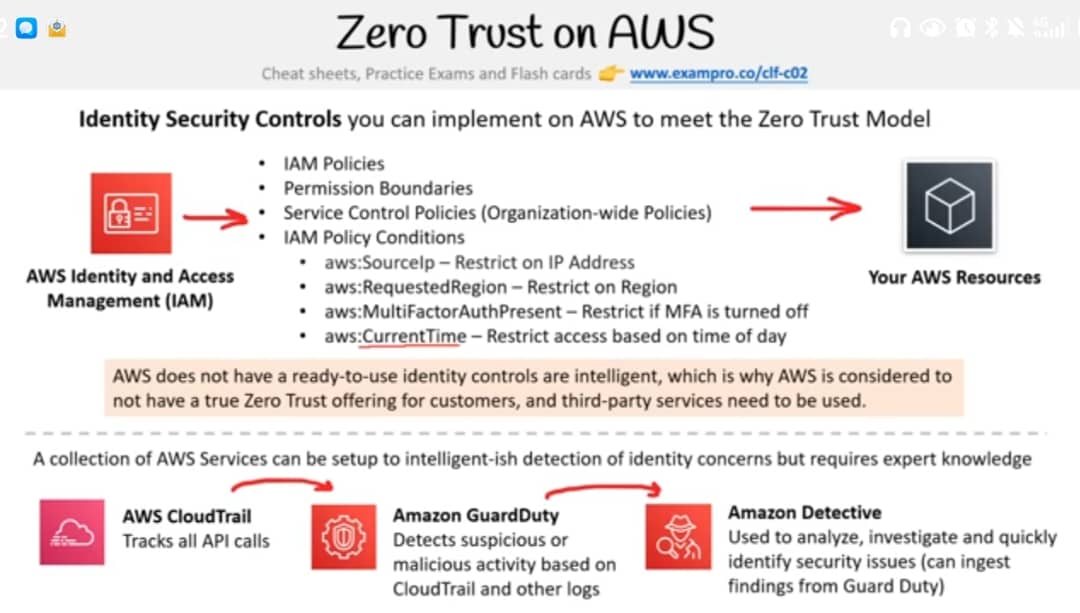 Zero Trust on AWS
Cheat sheets, Practice Exams and Flash cards 👉 www.exampro.co/clf-c02
Identity Security Controls you can implement on AWS to meet the Zero Trust Model
• IAM Policies
• Permission Boundaries
• Service Control Policies (Organization-wide Policies)
• IAM Policy Conditions
• aws:SourceIp – Restrict on IP Address
• aws:RequestedRegion – Restrict on Region
• aws:MultiFactorAuthPresent – Restrict if MFA is turned off
• aws:CurrentTime – Restrict access based on time of day
AWS Identity and Access
Management (IAM)
Your AWS Resources
AWS does not have a ready-to-use identity controls are intelligent, which is why AWS is considered to
not have a true Zero Trust offering for customers, and third-party services need to be used.
A collection of AWS Services can be setup to intelligent-ish detection of identity concerns but requires expert knowledge
AWS CloudTrail
Tracks all API calls
Amazon GuardDuty
Detects suspicious or
malicious activity based on
CloudTrail and other logs
Amazon Detective
Used to analyze, investigate and quickly
identify security issues (can ingest
findings from Guard Duty)